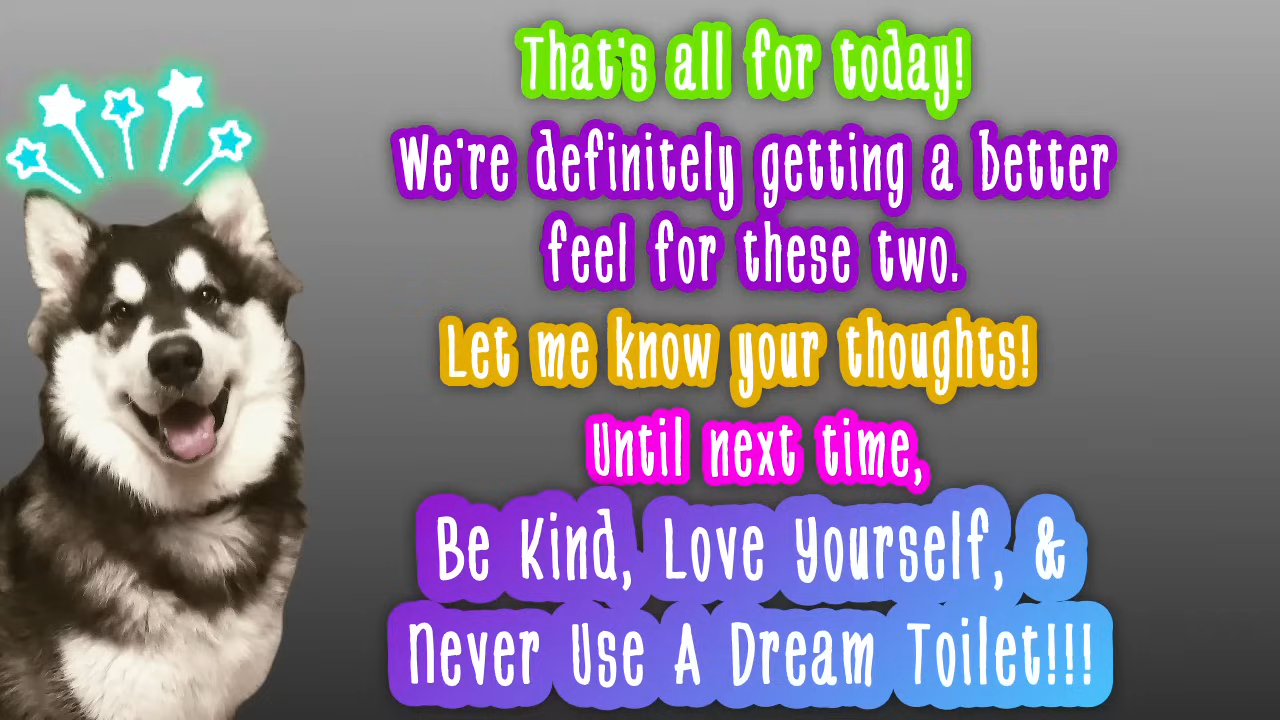 That's all for today!
We're definitely getting a better
feel for these two.
Let me know your thoughts!
Until next time,
Be Kind, Love Yourself, &
Never Use A Dream Toilet!!!